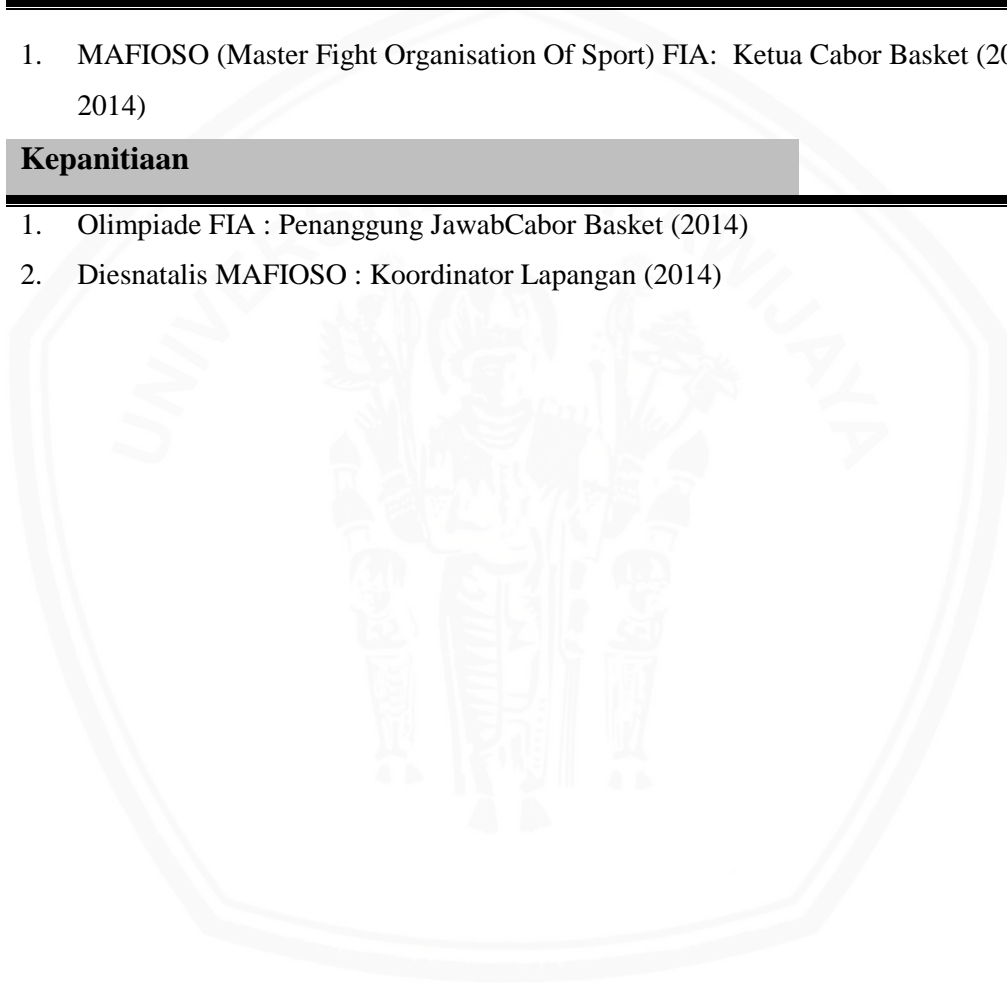 1. MAFIOSO (Master Fight Organisation Of Sport) FIA: Ketua Cabor Basket
2014)
Kepanitiaan
1. Olimpiade FIA : Penanggung JawabCabor Basket (2014)
2. Diesnatalis MAFIOSO : Koordinator Lapangan (2014)